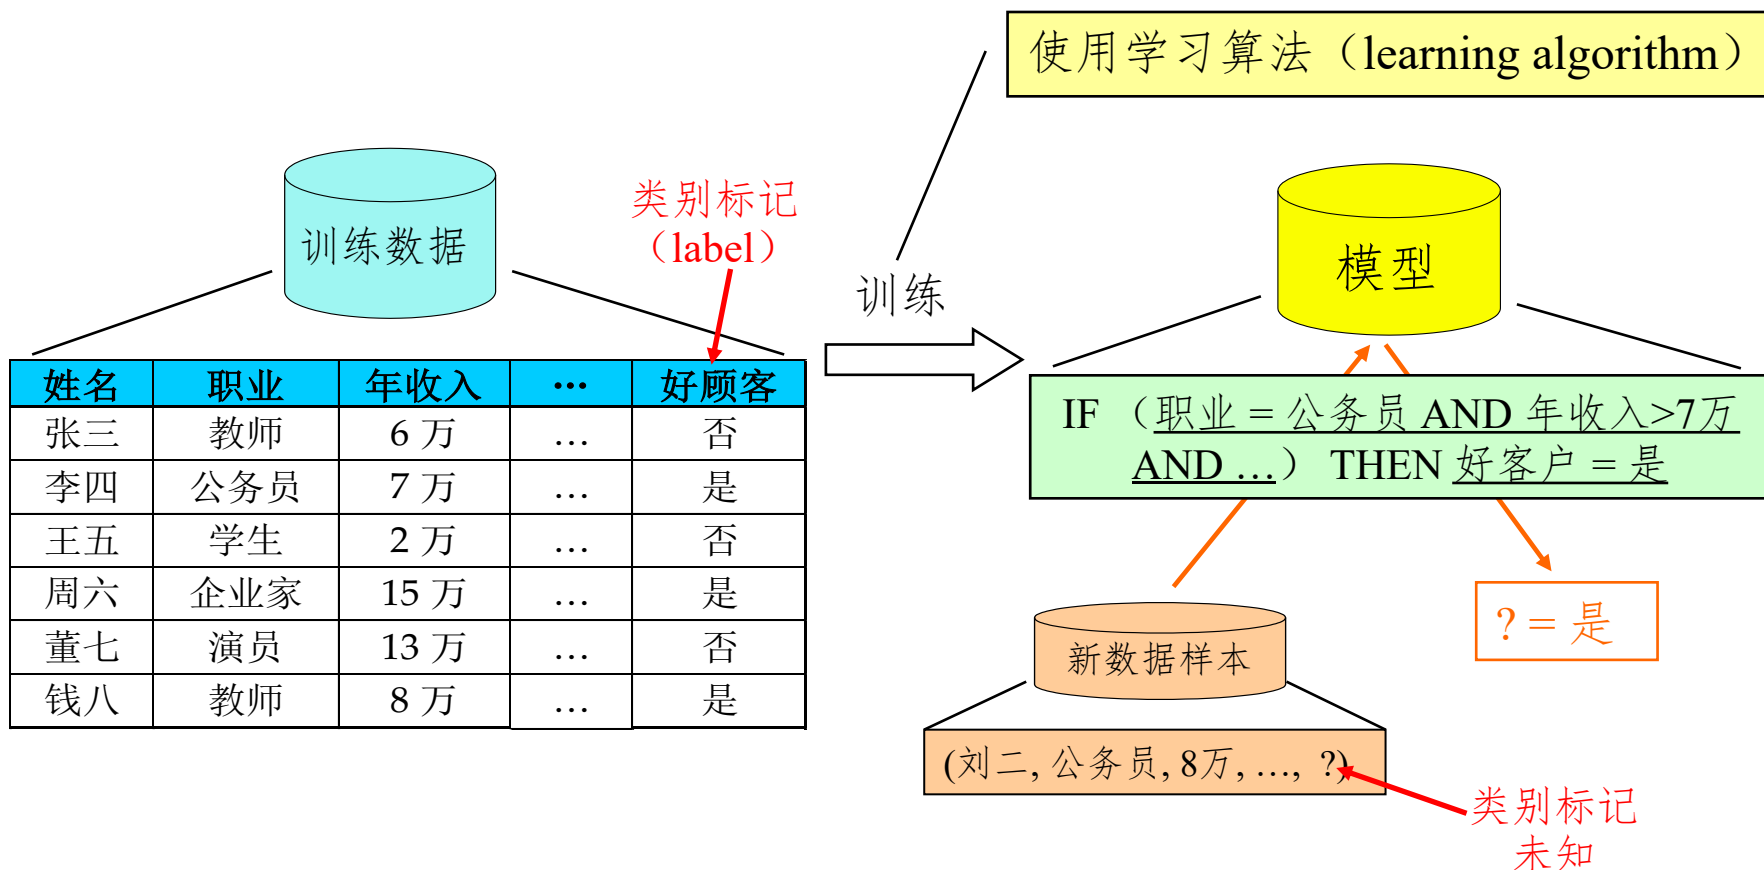 使用学习算法（learning algorithm）
训练数据
类别标记
（label）
训练
模型
姓名 职业 年收入 … 好顾客
张三 教师 6 万 … 否
李四 公务员 7 万 … 是
王五 学生 2 万 … 否
周六 企业家 15 万 … 是
董七 演员 13 万 … 否
钱八 教师 8 万 … 是
IF （职业 = 公务员 AND 年收入>7万
AND …） THEN 好客户 = 是
? = 是
新数据样本
(刘二, 公务员, 8万, …, ?)
类别标记
未知